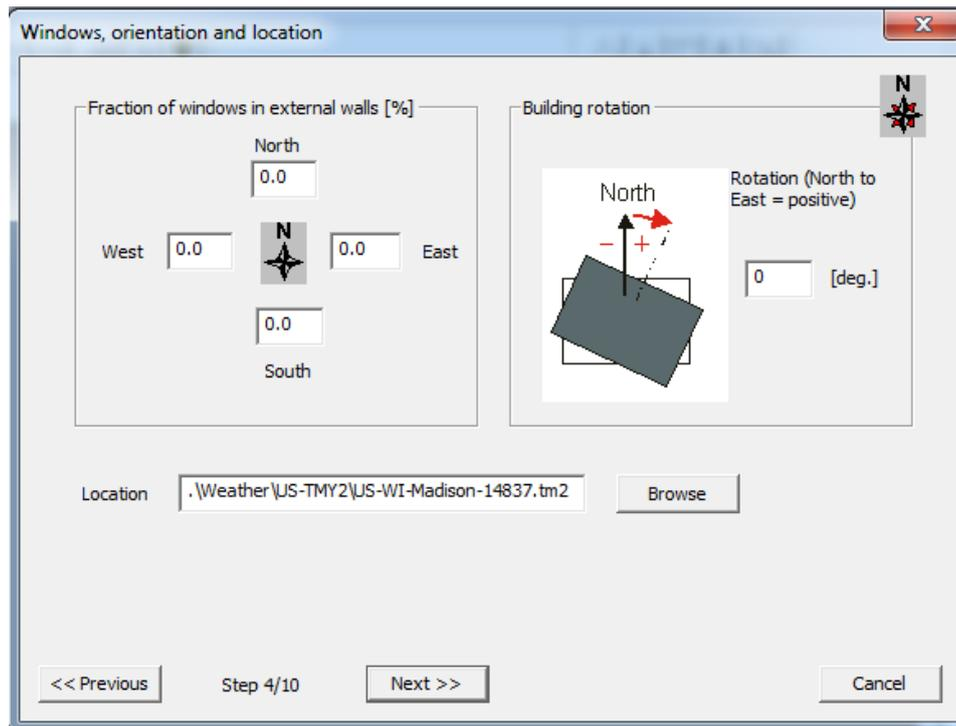 Windows, orientation and location
Fraction of windows in external walls [%]
North
0.0
West
0.0
N
0.0
East
0.0
South
Building rotation
N
North
− +
Rotation (North to
East = positive)
0
[deg.]
Location
.\Weather\US-TMY2\US-WI-Madison-14837.tm2
Browse
<< Previous
Step 4/10
Next >>
Cancel